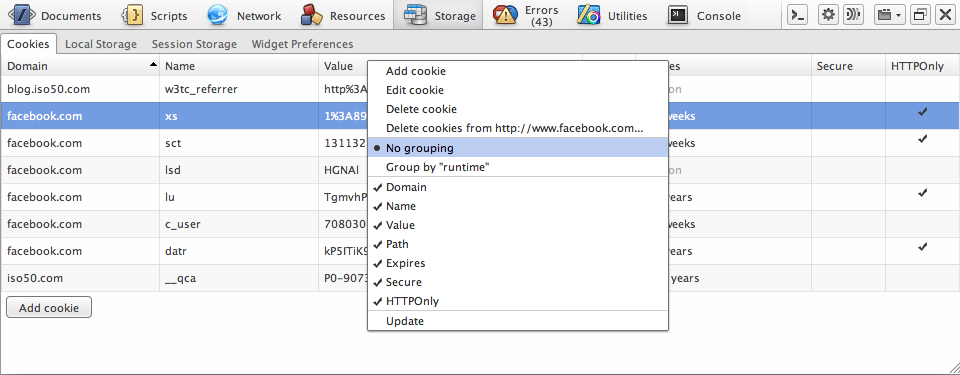 Documents Scripts Network Resources Storage Errors (43) Utilities Console
Cookies Local Storage Session Storage Widget Preferences
Domain Name Value Secure HTTPOnly
blog.iso50.com w3tc_referrer http%3A
facebook.com xs 1%3A89 weeks
facebook.com sct 131132 weeks
facebook.com lsd HGNAI
facebook.com lu TgmvhP years
facebook.com c_user 708030 weeks
facebook.com datr kP5ITiK9 years
iso50.com __qca P0-9073 years
Add cookie
Add cookie
Edit cookie
Delete cookie
Delete cookies from http://www.facebook.com...
No grouping
Group by "runtime"
Domain
Name
Value
Path
Expires
Secure
HTTPOnly
Update